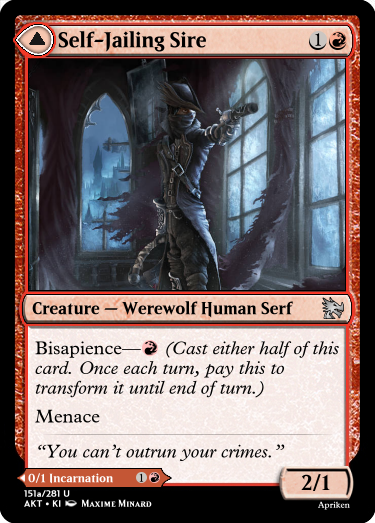 Self-Jailing Sire 1
Creature — Werewolf Human Serf
Bisapience— (Cast either half of this
card. Once each turn, pay this to
transform it until end of turn.)
Menace
“You can’t outrun your crimes.”
0/1 Incarnation 1
2/1
151a/281 U
AKT • KI Maxime Minard
Apriken